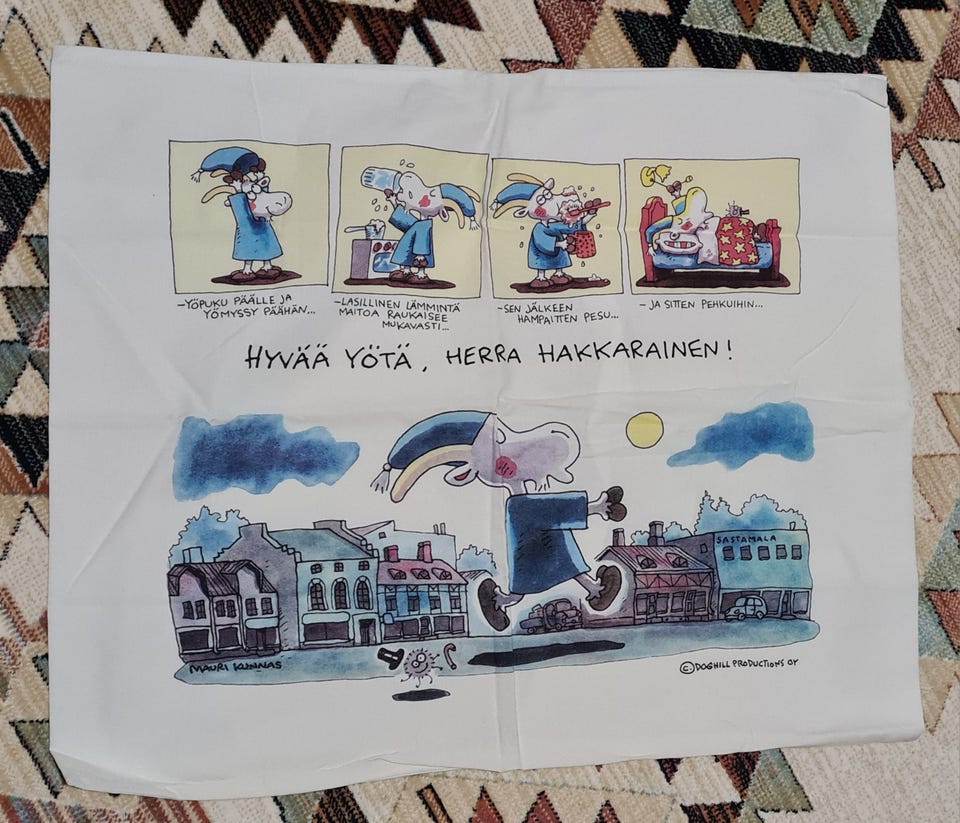 -YÖPUKU PÄÄLLE JA
YÖMYSSY PÄÄHÄN...
-LASILLINEN LÄMMINTÄ
MAITOA RAUKAISEE
MUKAVASTI...
-SEN JÄLKEEN
HAMPAITTEN PESU...
-JA SITTEN PEHKUIHIN...
HYVÄÄ YÖTÄ, HERRA HAKKARAINEN!
SASTAMALA
MAURI KUNNAS
© DOGHILL PRODUCTIONS OY